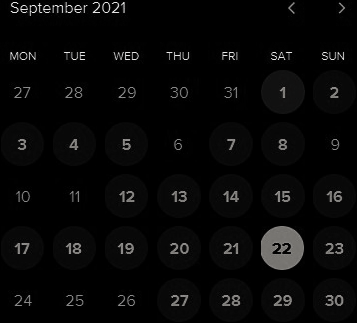 September 2021 < >
MON TUE WED THU FRI SAT SUN
27 28 29 30 31 1 2
3 4 5 6 7 8 9
10 11 12 13 14 15 16
17 18 19 20 21 22 23
24 25 26 27 28 29 30